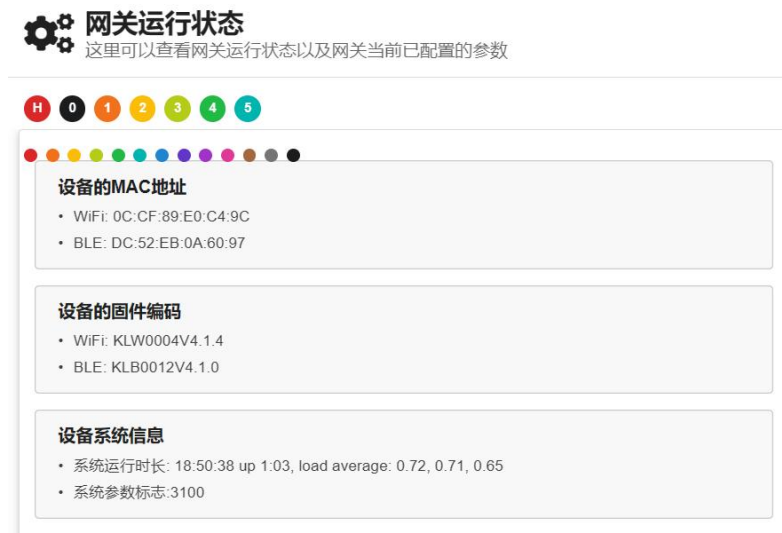 网关运行状态
这里可以查看网关运行状态以及网关当前已配置的参数
H 0 1 2 3 4 5
设备的MAC地址
• WiFi: 0C:CF:89:E0:C4:9C
• BLE: DC:52:EB:0A:60:97
设备的固件编码
• WiFi: KLW0004V4.1.4
• BLE: KLB0012V4.1.0
设备系统信息
• 系统运行时长: 18:50:38 up 1:03, load average: 0.72, 0.71, 0.65
• 系统参数标志:3100